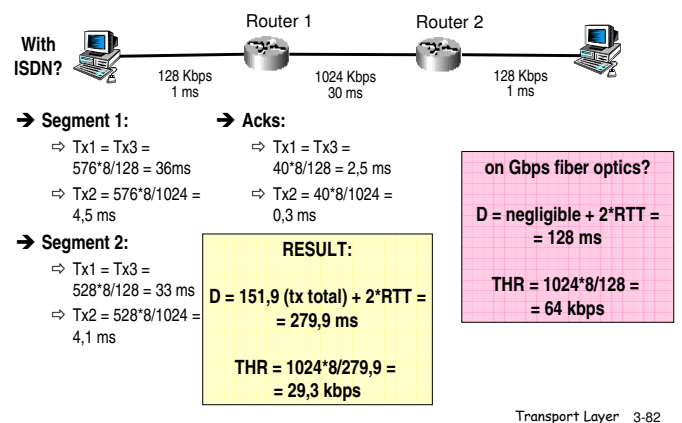 Router 1
Router 2
With
ISDN?
128 Kbps
1 ms
1024 Kbps
30 ms
128 Kbps
1 ms
➔ Segment 1:
⇨ Tx1 = Tx3 =
576*8/128 = 36ms
⇨ Tx2 = 576*8/1024 =
4,5 ms
➔ Segment 2:
⇨ Tx1 = Tx3 =
528*8/128 = 33 ms
⇨ Tx2 = 528*8/1024 =
4,1 ms
➔ Acks:
⇨ Tx1 = Tx3 =
40*8/128 = 2,5 ms
⇨ Tx2 = 40*8/1024 =
0,3 ms
RESULT:
D = 151,9 (tx total) + 2*RTT =
= 279,9 ms
THR = 1024*8/279,9 =
= 29,3 kbps
on Gbps fiber optics?
D = negligible + 2*RTT =
= 128 ms
THR = 1024*8/128 =
= 64 kbps
Transport Layer 3-82